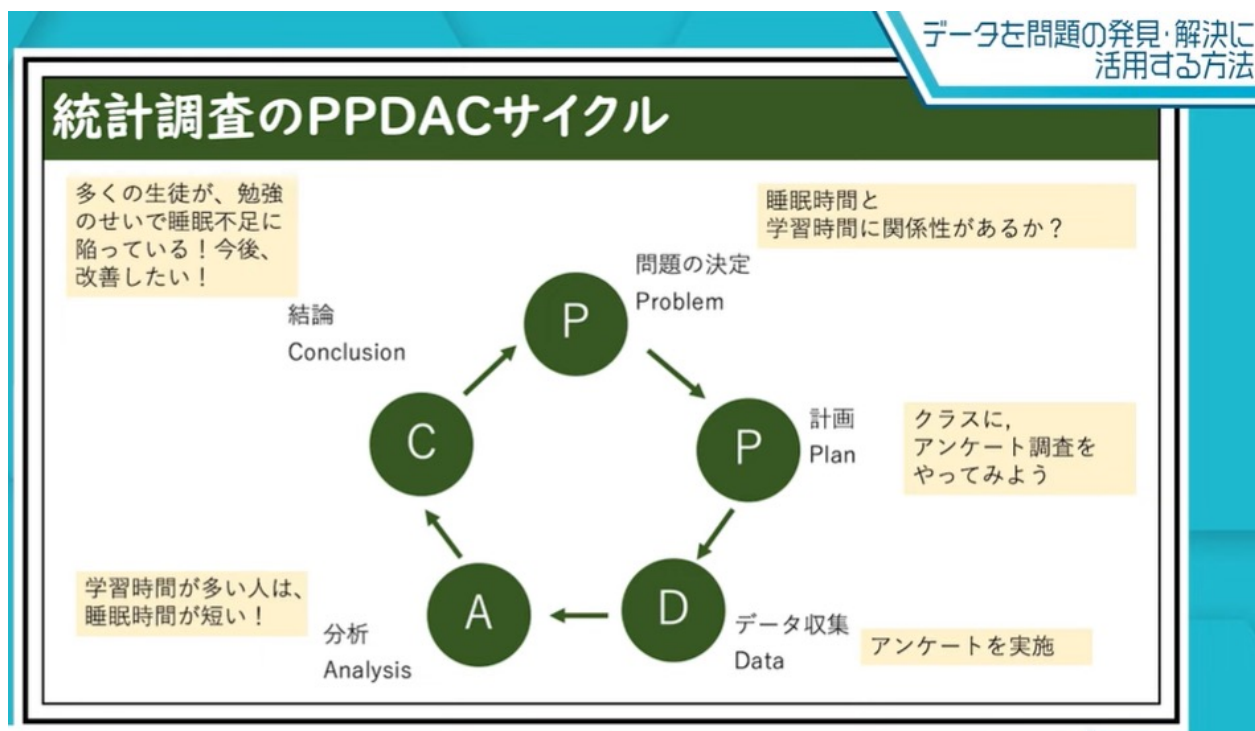 データを問題の発見・解決に
活用する方法
統計調査のPPDACサイクル
多くの生徒が、勉強
のせいで睡眠不足に
陥っている！今後、
改善したい！
睡眠時間と
学習時間に関係性があるか？
問題の決定
Problem
P
結論
Conclusion
C
計画
Plan
P
クラスに,
アンケート調査を
やってみよう
学習時間が多い人は、
睡眠時間が短い！
分析
Analysis
A
D
データ収集
Data
アンケートを実施